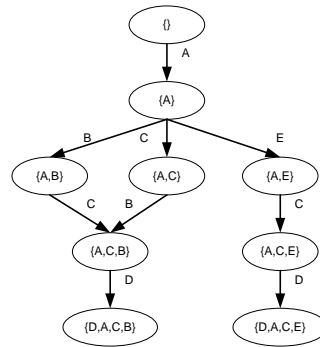 {}
A
{A}
B C E
{A,B} {A,C} {A,E}
C B C
{A,C,B} {A,C,E}
D D
{D,A,C,B} {D,A,C,E}